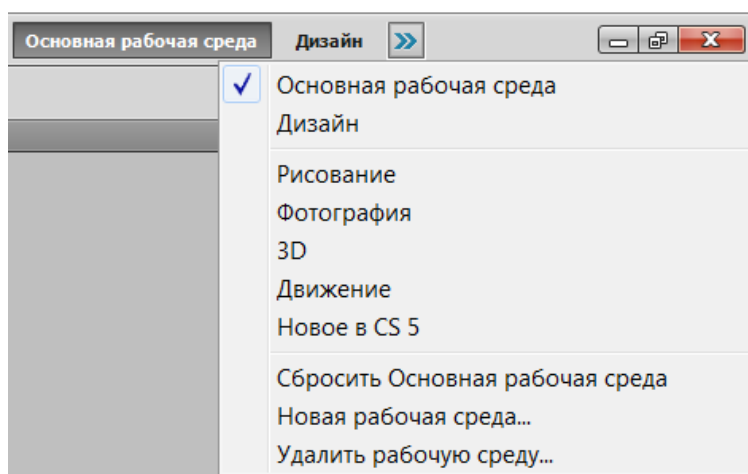 Основная рабочая среда Дизайн
Основная рабочая среда
Дизайн
Рисование
Фотография
3D
Движение
Новое в CS 5
Сбросить Основная рабочая среда
Новая рабочая среда...
Удалить рабочую среду...